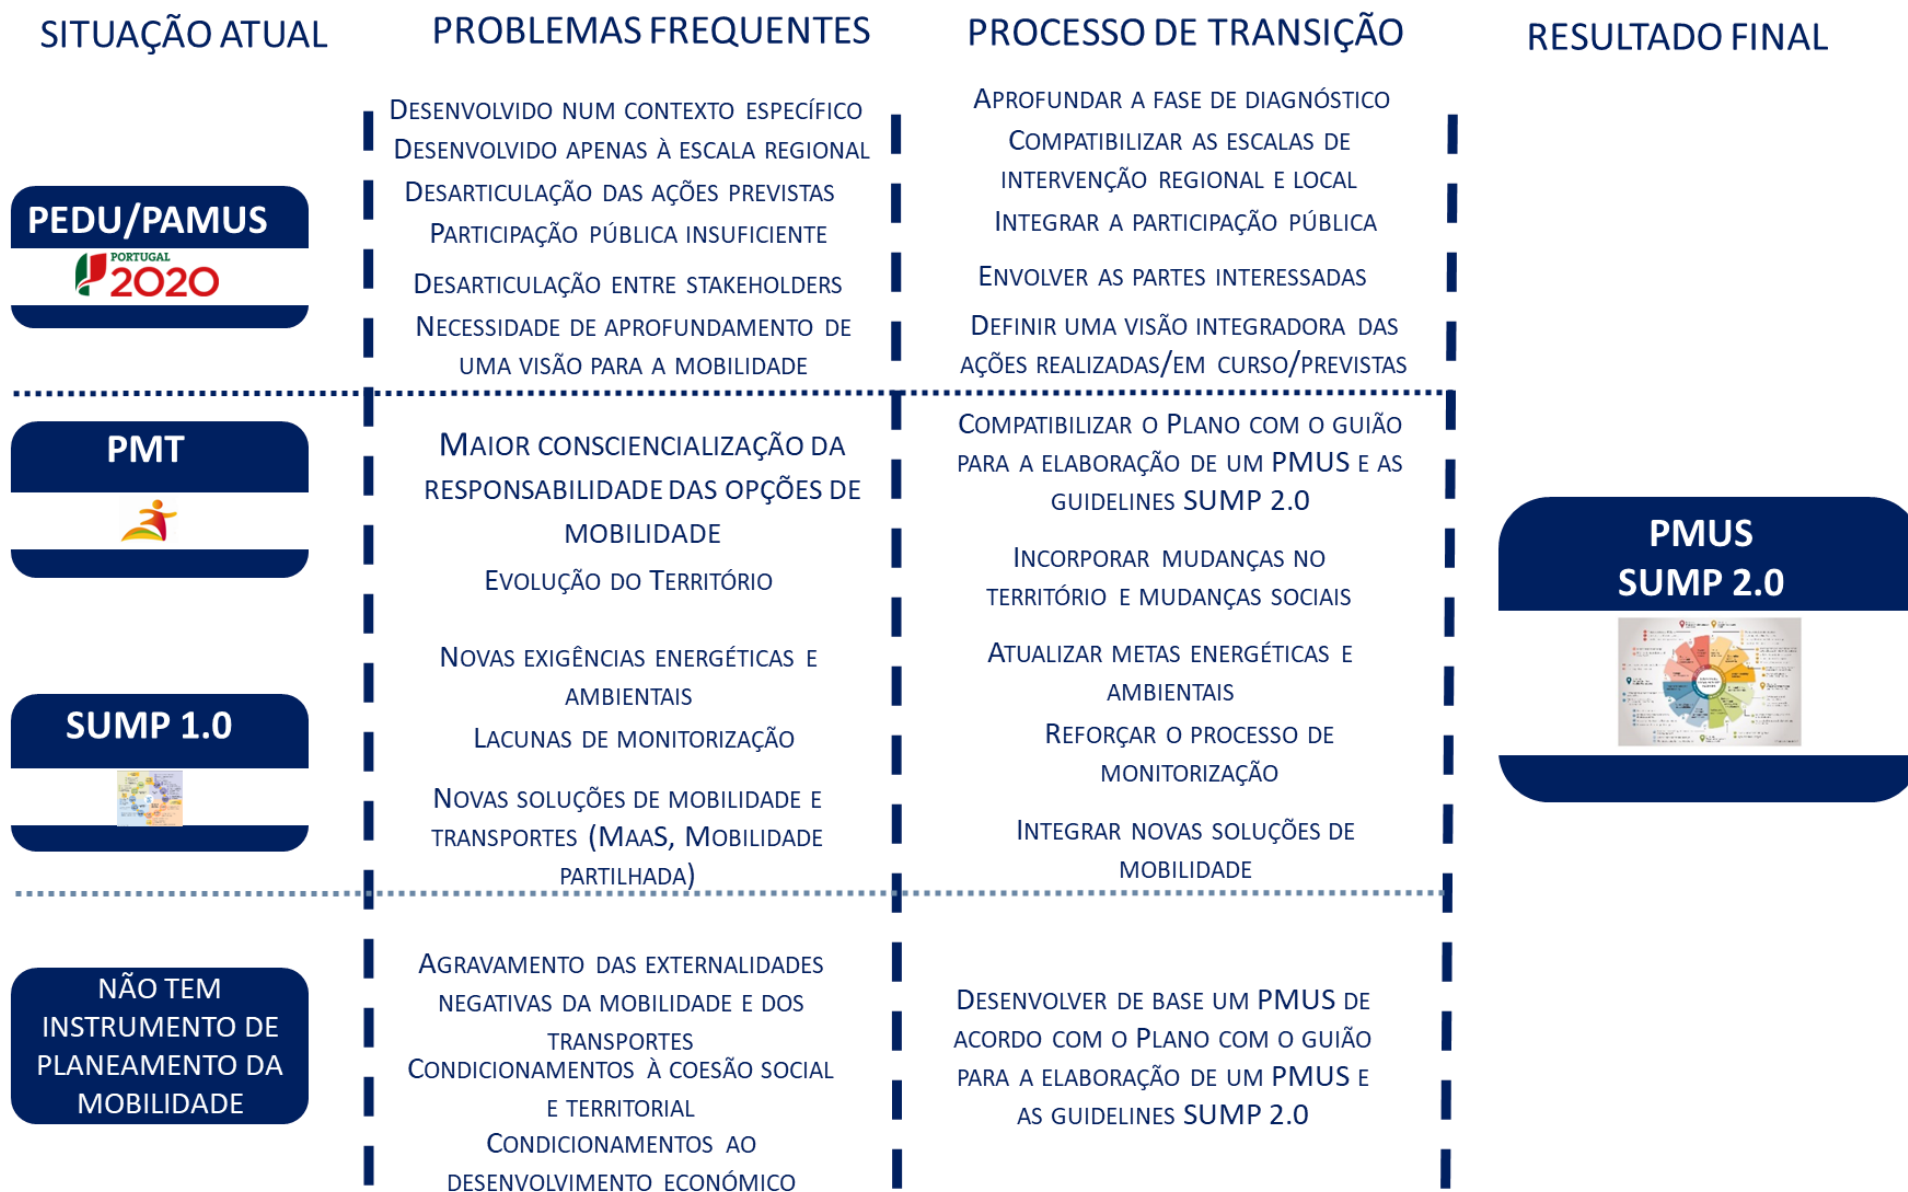 SITUAÇÃO ATUAL
PROBLEMAS FREQUENTES
PROCESSO DE TRANSIÇÃO
RESULTADO FINAL
PEDU/PAMUS
PORTUGAL
2020
DESENVOLVIDO NUM CONTEXTO ESPECÍFICO
DESENVOLVIDO APENAS À ESCALA REGIONAL
DESARTICULAÇÃO DAS AÇÕES PREVISTAS
PARTICIPAÇÃO PÚBLICA INSUFICIENTE
DESARTICULAÇÃO ENTRE STAKEHOLDERS
NECESSIDADE DE APROFUNDAMENTO DE
UMA VISÃO PARA A MOBILIDADE
APROFUNDAR A FASE DE DIAGNÓSTICO
COMPATIBILIZAR AS ESCALAS DE
INTERVENÇÃO REGIONAL E LOCAL
INTEGRAR A PARTICIPAÇÃO PÚBLICA
ENVOLVER AS PARTES INTERESSADAS
DEFINIR UMA VISÃO INTEGRADORA DAS
AÇÕES REALIZADAS/EM CURSO/PREVISTAS
PMT
SUMP 1.0
MAIOR CONSCIENCIALIZAÇÃO DA
RESPONSABILIDADE DAS OPÇÕES DE
MOBILIDADE
EVOLUÇÃO DO TERRITÓRIO
NOVAS EXIGÊNCIAS ENERGÉTICAS E
AMBIENTAIS
LACUNAS DE MONITORIZAÇÃO
NOVAS SOLUÇÕES DE MOBILIDADE E
TRANSPORTES (MAAS, MOBILIDADE
PARTILHADA)
COMPATIBILIZAR O PLANO COM O GUIÃO
PARA A ELABORAÇÃO DE UM PMUS E AS
GUIDELINES SUMP 2.0
INCORPORAR MUDANÇAS NO
TERRITÓRIO E MUDANÇAS SOCIAIS
ATUALIZAR METAS ENERGÉTICAS E
AMBIENTAIS
REFORÇAR O PROCESSO DE
MONITORIZAÇÃO
INTEGRAR NOVAS SOLUÇÕES DE
MOBILIDADE
PMUS
SUMP 2.0
NÃO TEM
INSTRUMENTO DE
PLANEAMENTO DA
MOBILIDADE
AGRAVAMENTO DAS EXTERNALIDADES
NEGATIVAS DA MOBILIDADE E DOS
TRANSPORTES
CONDICIONAMENTOS À COESÃO SOCIAL
E TERRITORIAL
CONDICIONAMENTOS AO
DESENVOLVIMENTO ECONÓMICO
DESENVOLVER DE BASE UM PMUS DE
ACORDO COM O PLANO COM O GUIÃO
PARA A ELABORAÇÃO DE UM PMUS E
AS GUIDELINES SUMP 2.0